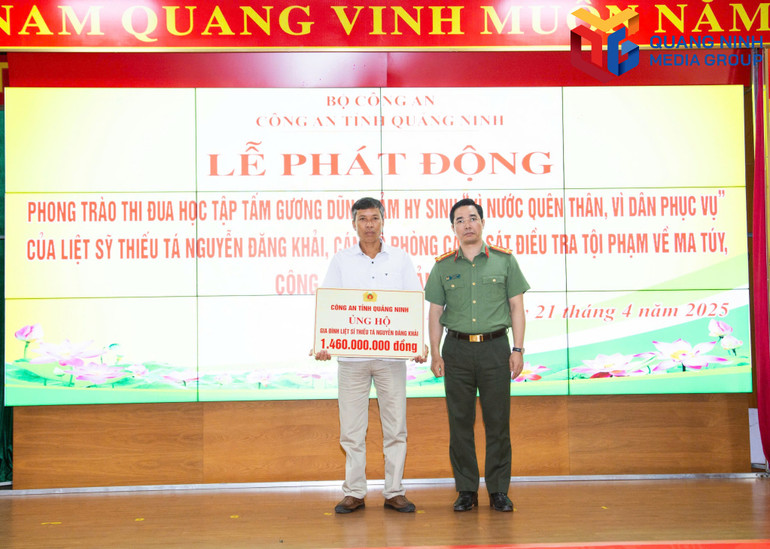 NAM QUANG VINH MUÔN NĂM
QUANG NINH
MEDIA GROUP
BỘ CÔNG AN
CÔNG AN TỈNH QUẢNG NINH
LỄ PHÁT ĐỘNG
PHONG TRÀO THI ĐUA HỌC TẬP TẤM GƯƠNG DŨNG HY SINH NƯỚC QUÊN THÂN, VÌ DÂN PHỤC VỤ"
CỦA LIỆT SỸ THIẾU TÁ NGUYỄN ĐĂNG KHẢI, PHÒNG SÁT ĐIỀU TRA TỘI PHẠM VỀ MA TÚY,
CÔNG
, 21 tháng 4 năm 2025
CÔNG AN TỈNH QUẢNG NINH
ỦNG HỘ
GIA ĐÌNH LIỆT SĨ THIẾU TÁ NGUYỄN ĐĂNG KHẢI
1.460.000.000 đồng